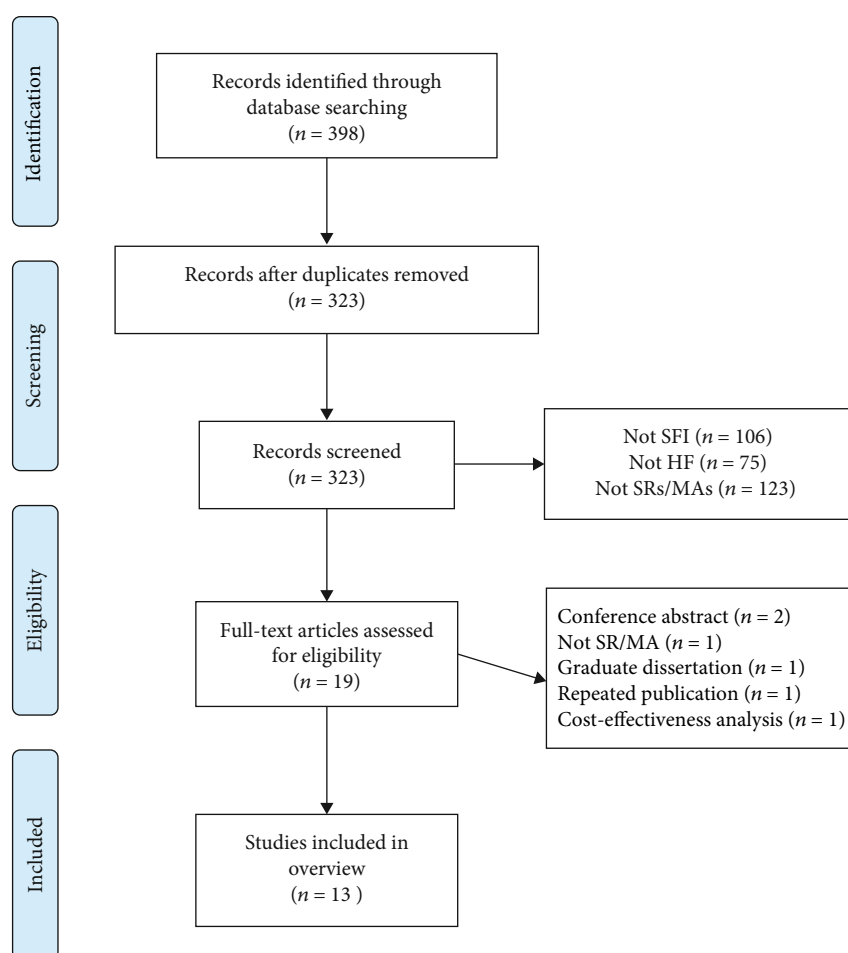 Identification
Records identified through
database searching
(n = 398)
Screening
Records after duplicates removed
(n = 323)
Records screened
(n = 323)
Not SFI (n = 106)
Not HF (n = 75)
Not SRs/MAs (n = 123)
Eligibility
Full-text articles assessed
for eligibility
(n = 19)
Conference abstract (n = 2)
Not SR/MA (n = 1)
Graduate dissertation (n = 1)
Repeated publication (n = 1)
Cost-effectiveness analysis (n = 1)
Included
Studies included in
overview
(n = 13 )